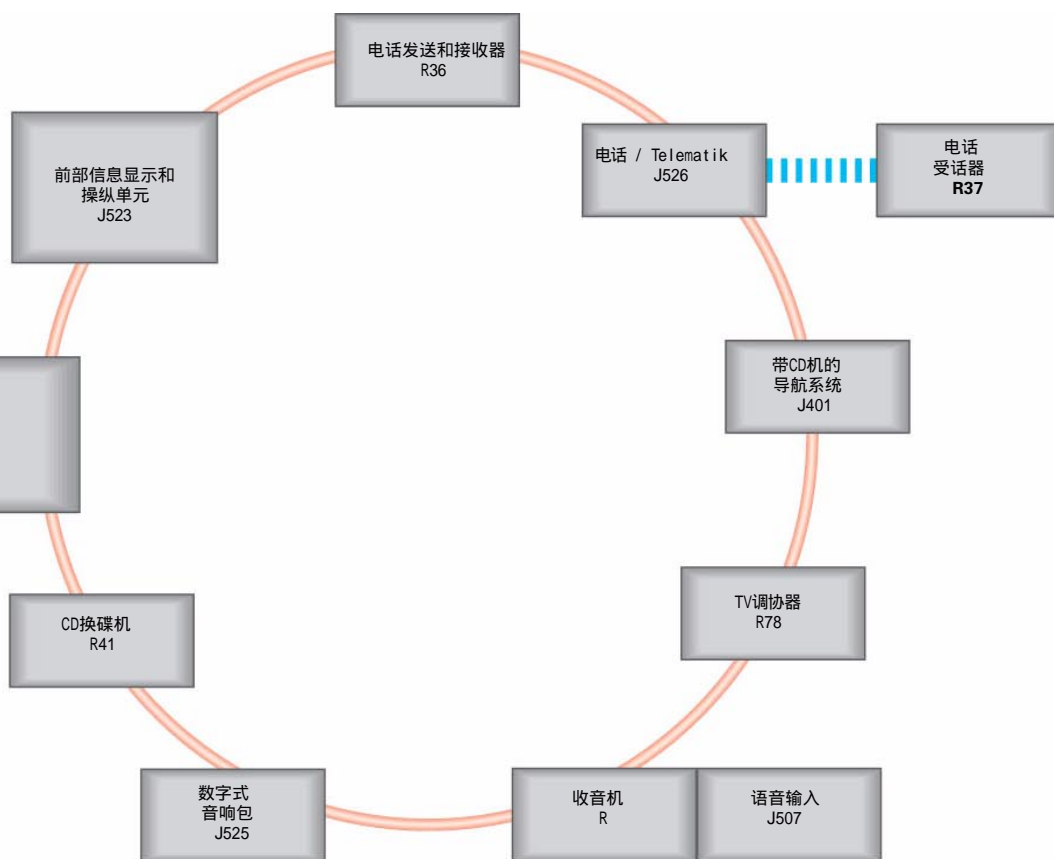 电话发送和接收器
R36
电话 / Telematik
J526
电话
受话器
R37
前部信息显示和
操纵单元
J523
带CD机的
导航系统
J401
TV调协器
R78
CD换碟机
R41
数字式
音响包
J525
收音机
R
语音输入
J507